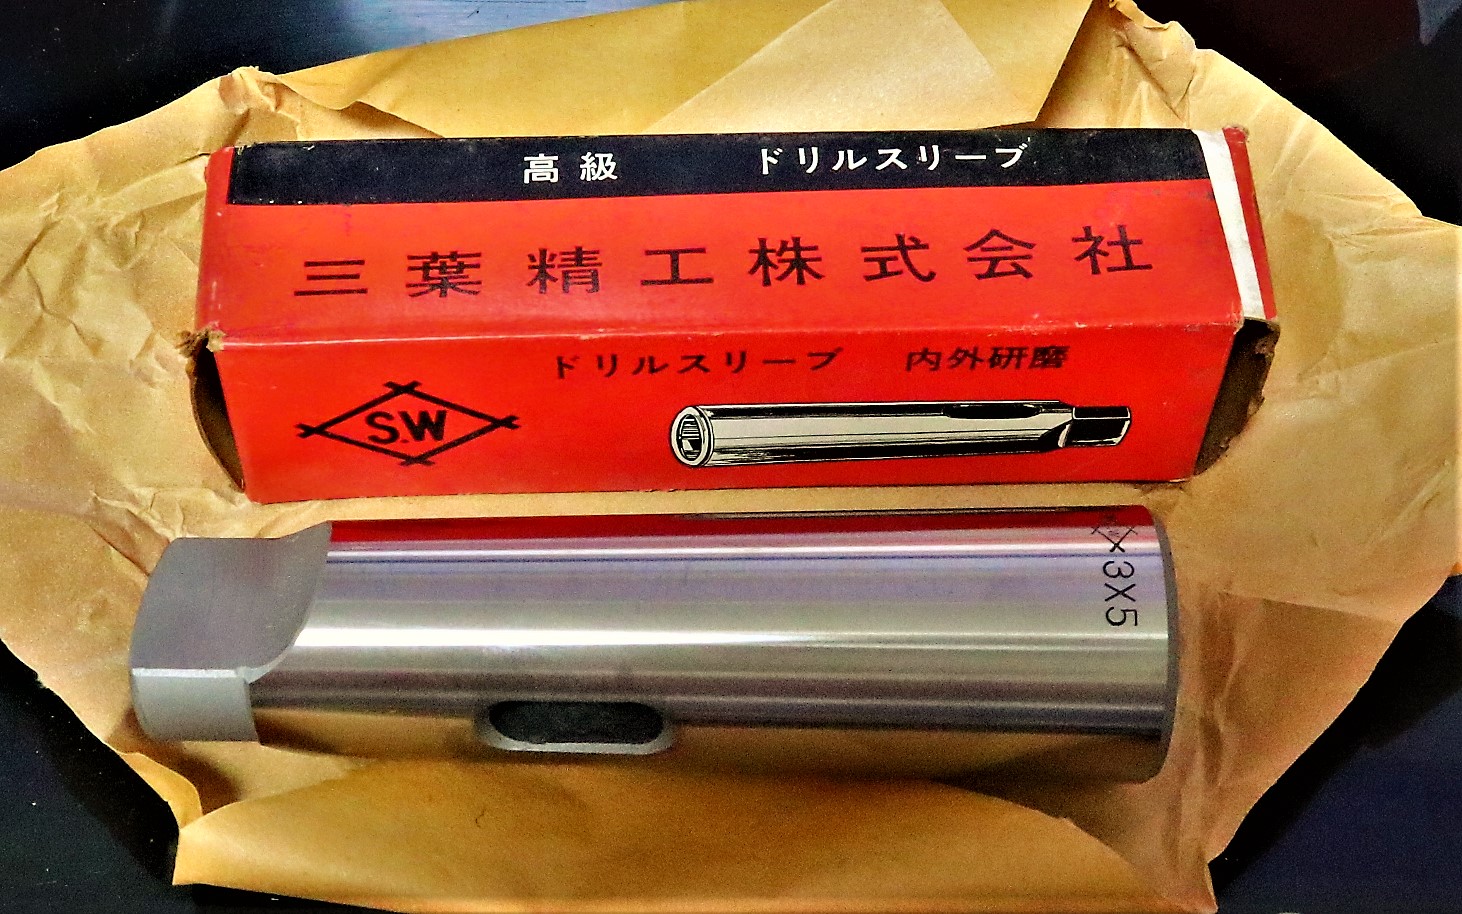 高級 ドリルスリーブ
三葉精工株式会社
ドリルスリーブ 内外研磨
S.W
3X5